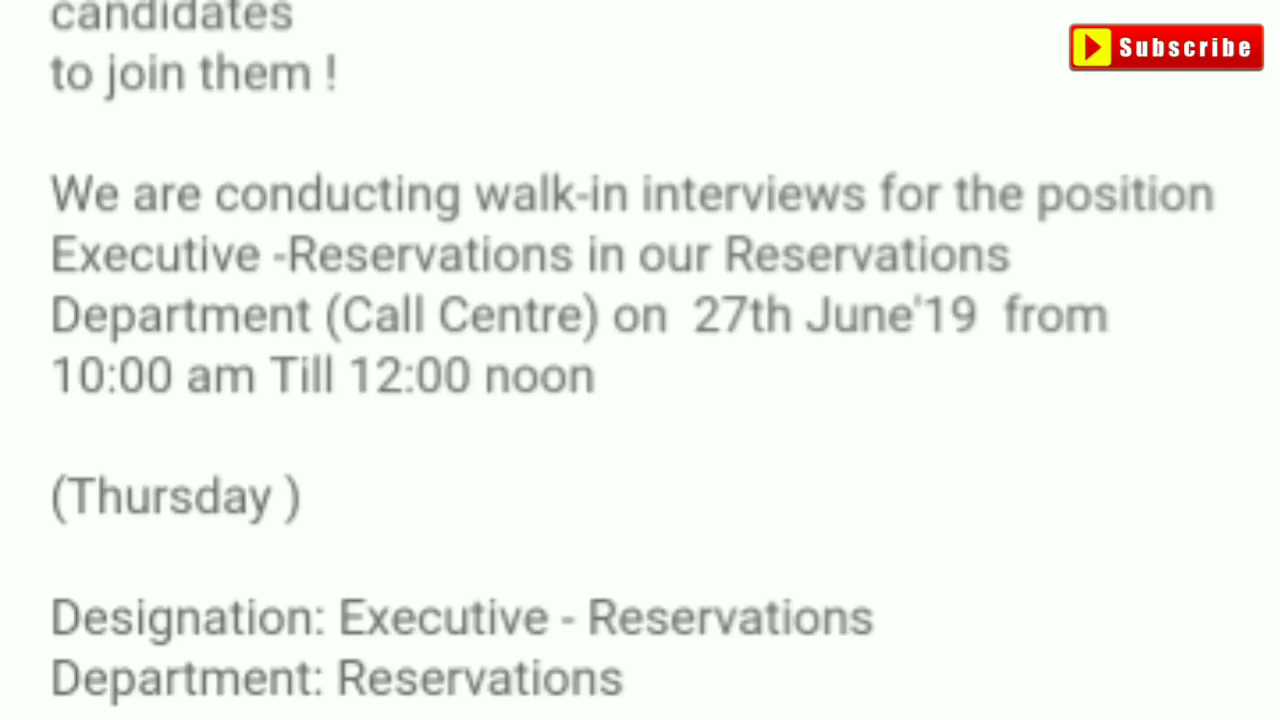 candidates
to join them !
Subscribe
We are conducting walk-in interviews for the position
Executive -Reservations in our Reservations
Department (Call Centre) on  27th June'19  from
10:00 am Till 12:00 noon
(Thursday )
Designation: Executive - Reservations
Department: Reservations